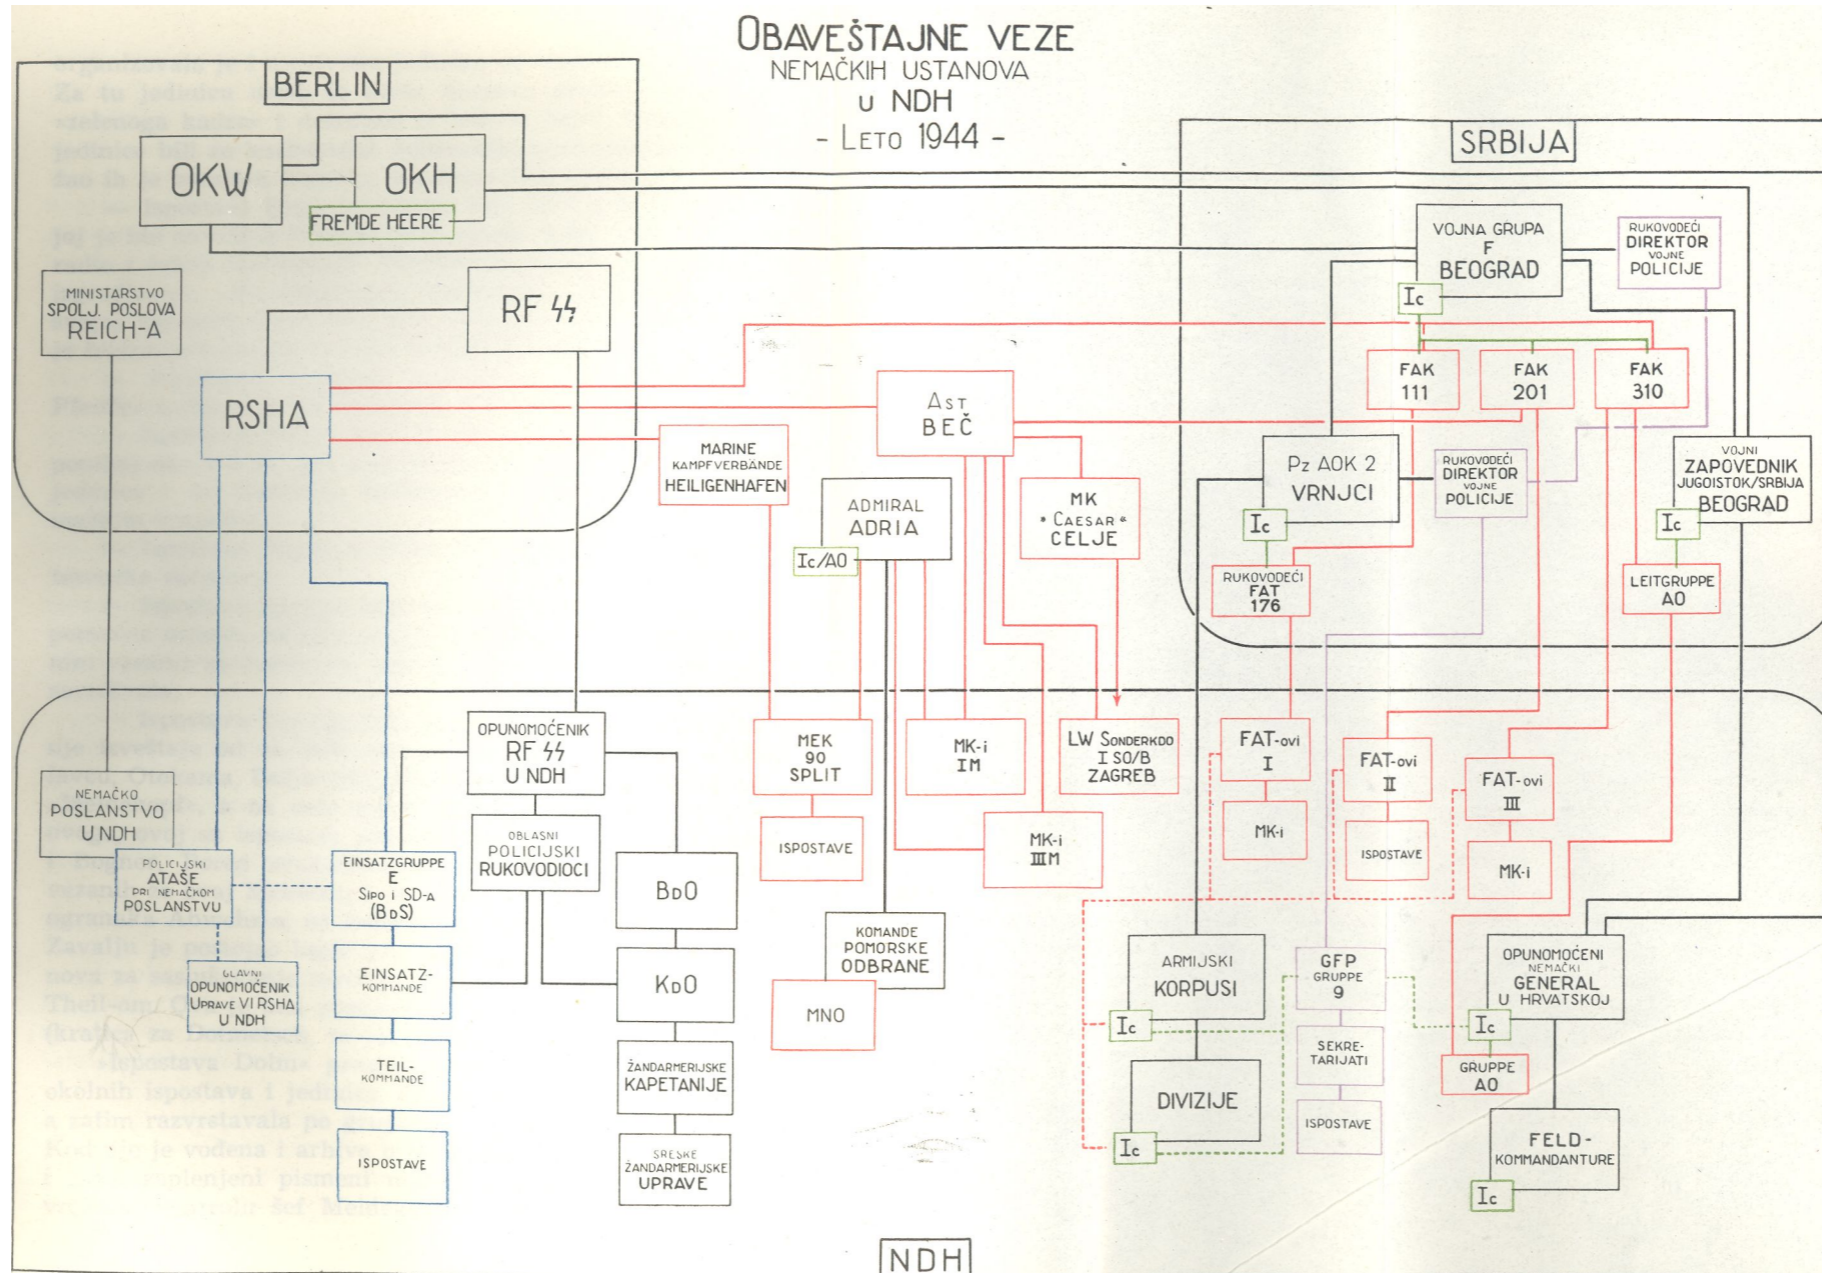 OBAVEŠTAJNE VEZE
NEMAČKIH USTANOVA
U NDH
- LETO 1944 -
BERLIN
SRBIJA
OKW
OKH
FREMDE HEERE
VOJNA GRUPA
F
BEOGRAD
Ic
RUKOVODEĆI
DIREKTOR
VOJNE
POLICIJE
MINISTARSTVO
SPOLJ. POSLOVA
REICH-A
RF SS
RSHA
AST
BEČ
FAK
111
FAK
201
FAK
310
MARINE
KAMPFVERBÄNDE
HEILIGENHAFEN
ADMIRAL
ADRIA
Ic/AO
MK
"CAESAR"
CELJE
Pz AOK 2
VRNJCI
Ic
RUKOVODEĆI
DIREKTOR
VOJNE
POLICIJE
VOJNI
ZAPOVEDNIK
JUGOISTOK/SRBIJA
BEOGRAD
Ic
RUKOVODEĆI
FAT
176
LEITGRUPPE
AO
NEMAČKO
POSLANSTVO
U NDH
OPUNOMOĆENIK
RF SS
U NDH
MEK
90
SPLIT
MK-i
I M
LW SONDERKDO
I SO/B
ZAGREB
FAT-ovi
I
FAT-ovi
II
FAT-ovi
III
POLICIJSKI
ATAŠE
PRI NEMAČKOM
POSLANSTVU
EINSATZGRUPPE
E
SIPO i SD-A
(BDS)
OBLASNI
POLICIJSKI
RUKOVODIOCI
BDO
ISPOSTAVE
MK-i
III M
MK-i
ISPOSTAVE
MK-i
GLAVNI
OPUNOMOĆENIK
UPRAVE VI RSHA
U NDH
EINSATZ-
KOMMANDE
KDO
KOMANDE
POMORSKE
ODBRANE
MNO
ARMIJSKI
KORPUSI
Ic
GFP
GRUPPE
9
OPUNOMOĆENI
NEMAČKI
GENERAL
U HRVATSKOJ
Ic
TEIL-
KOMMANDE
ŽANDARMERIJSKE
KAPETANIJE
DIVIZIJE
Ic
SEKRE-
TARIJATI
GRUPPE
AO
ISPOSTAVE
SRESKE
ŽANDARMERIJSKE
UPRAVE
ISPOSTAVE
FELD-
KOMMANDANTURE
Ic
NDH